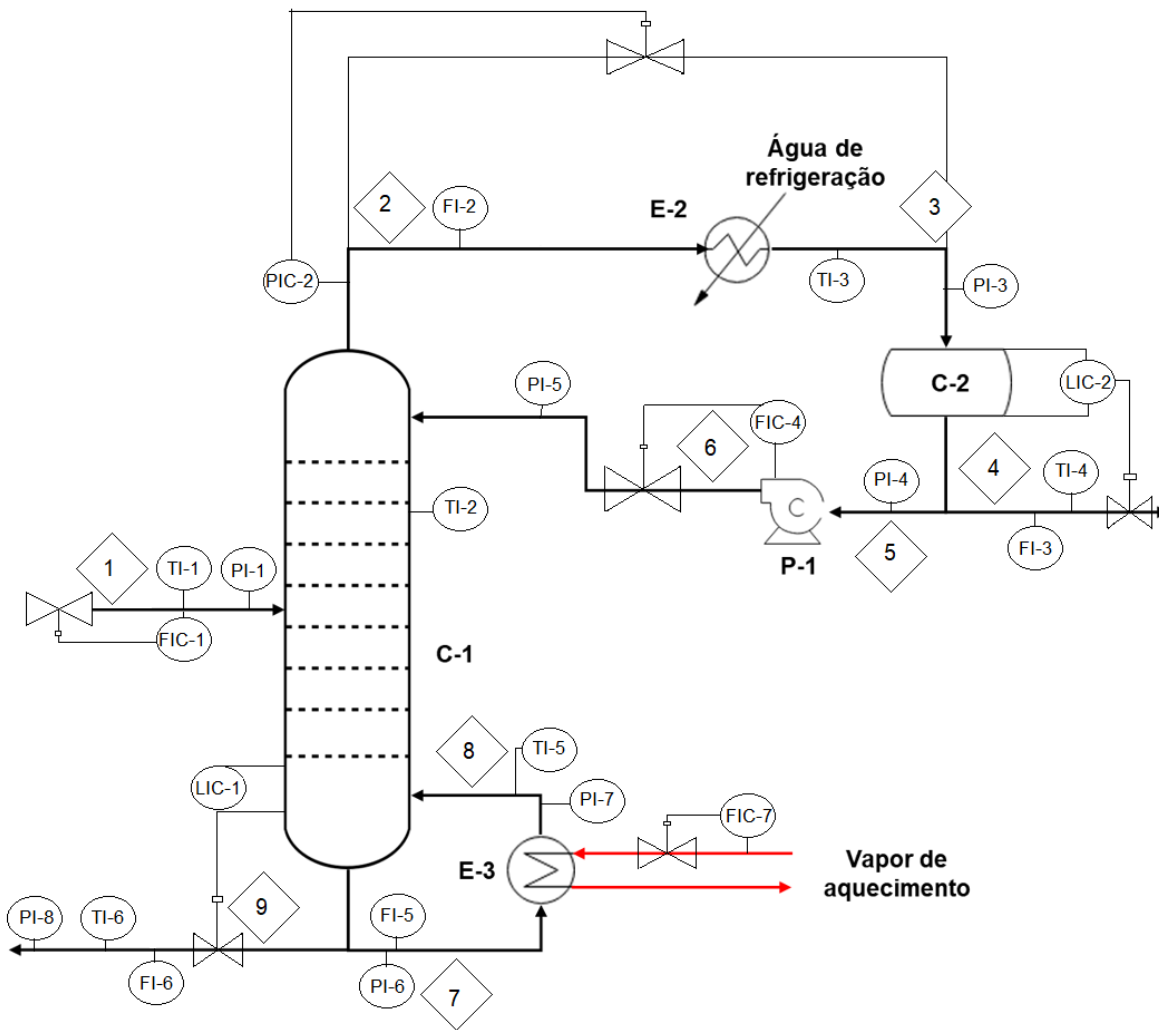 2
FI-2
E-2
Água de
refrigeração
3
PIC-2
TI-3
PI-3
PI-5
C-2
LIC-2
FIC-4
6
4
TI-4
PI-4
TI-2
C
P-1
5
FI-3
1
TI-1
PI-1
FIC-1
C-1
8
TI-5
LIC-1
PI-7
FIC-7
E-3
Vapor de
aquecimento
9
PI-8
TI-6
FI-5
FI-6
PI-6
7